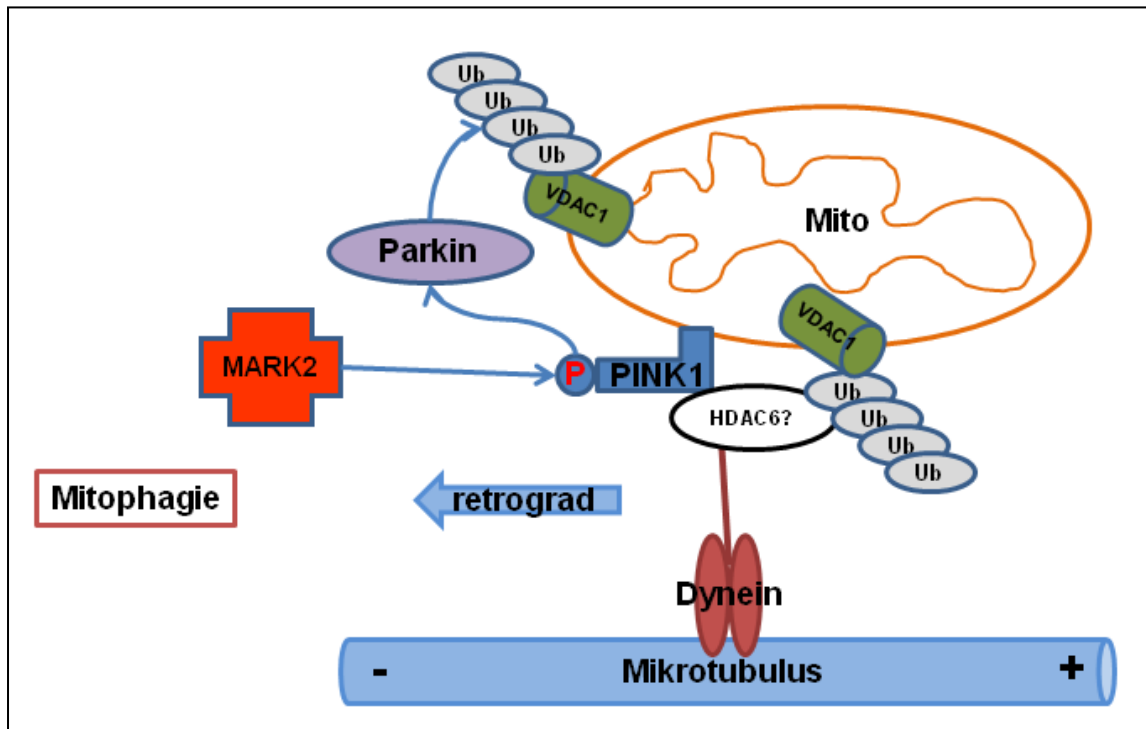 Ub
Ub
Ub
Ub
VDAC1
Mito
Parkin
VDAC1
MARK2
P
PINK1
Ub
HDAC6?
Ub
Ub
Ub
Mitophagie
retrograd
Dynein
- Mikrotubulus +